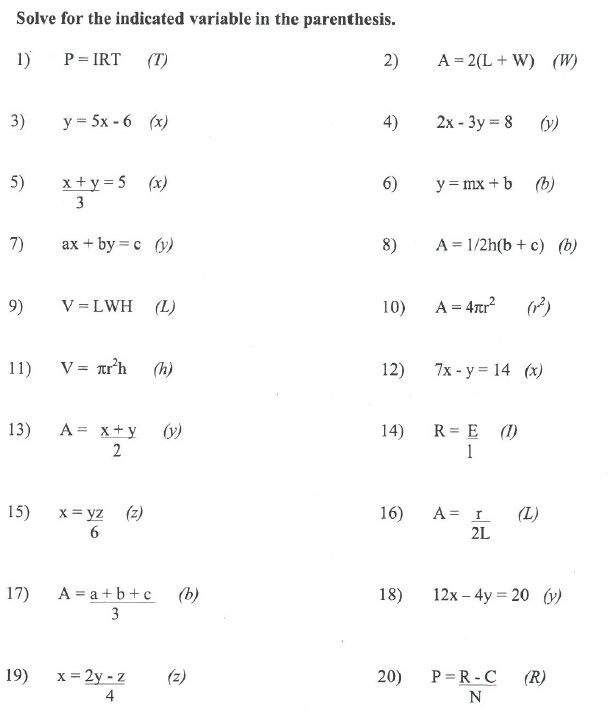 Solve for the indicated variable in the parenthesis.
1) P = IRT (T)
2) A = 2(L + W) (W)
3) y = 5x - 6 (x)
4) 2x - 3y = 8 (y)
5) x + y = 5 (x)
3
6) y = mx + b (b)
7) ax + by = c (y)
8) A = 1/2h(b + c) (b)
9) V = LWH (L)
10) A = 4πr² (r²)
11) V = πr²h (h)
12) 7x - y = 14 (x)
13) A = x + y (y)
2
14) R = E (I)
I
15) x = yz (z)
6
16) A = r (L)
2L
17) A = a + b + c (b)
3
18) 12x – 4y = 20 (y)
19) x = 2y - z (z)
4
20) P = R - C (R)
N